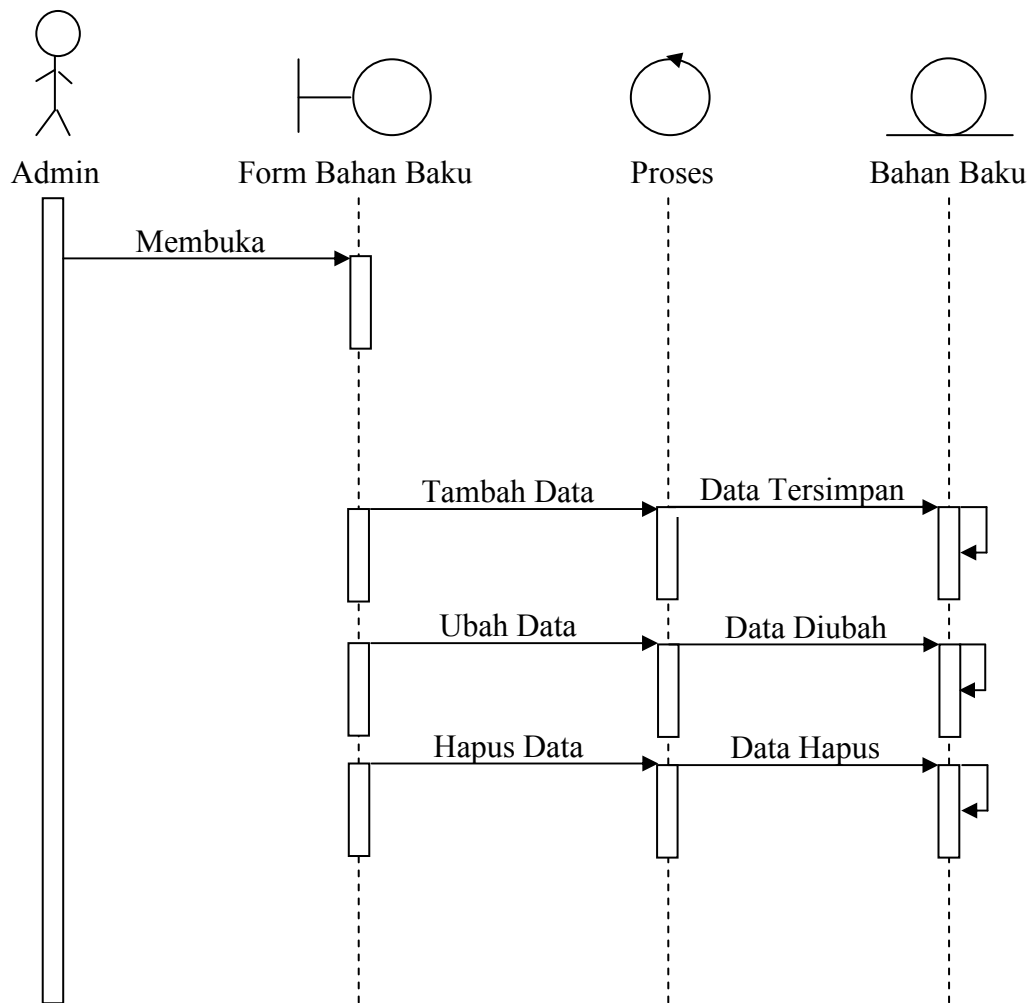 Admin
Form Bahan Baku
Proses
Bahan Baku
Membuka
Tambah Data
Data Tersimpan
Ubah Data
Data Diubah
Hapus Data
Data Hapus